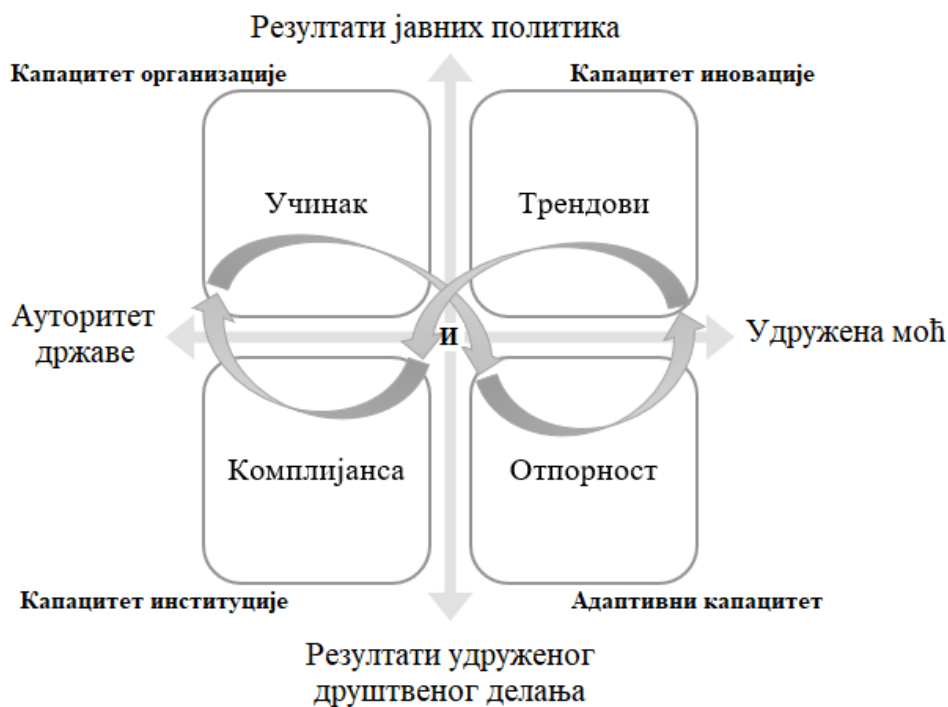 Резултати јавних политика
Капацитет организације
Капацитет иновације
Учинак
Трендови
Ауторитет
државе
И
Удружена моћ
Комплијанса
Отпорност
Капацитет институције
Адаптивни капацитет
Резултати удруженог
друштвеног делања